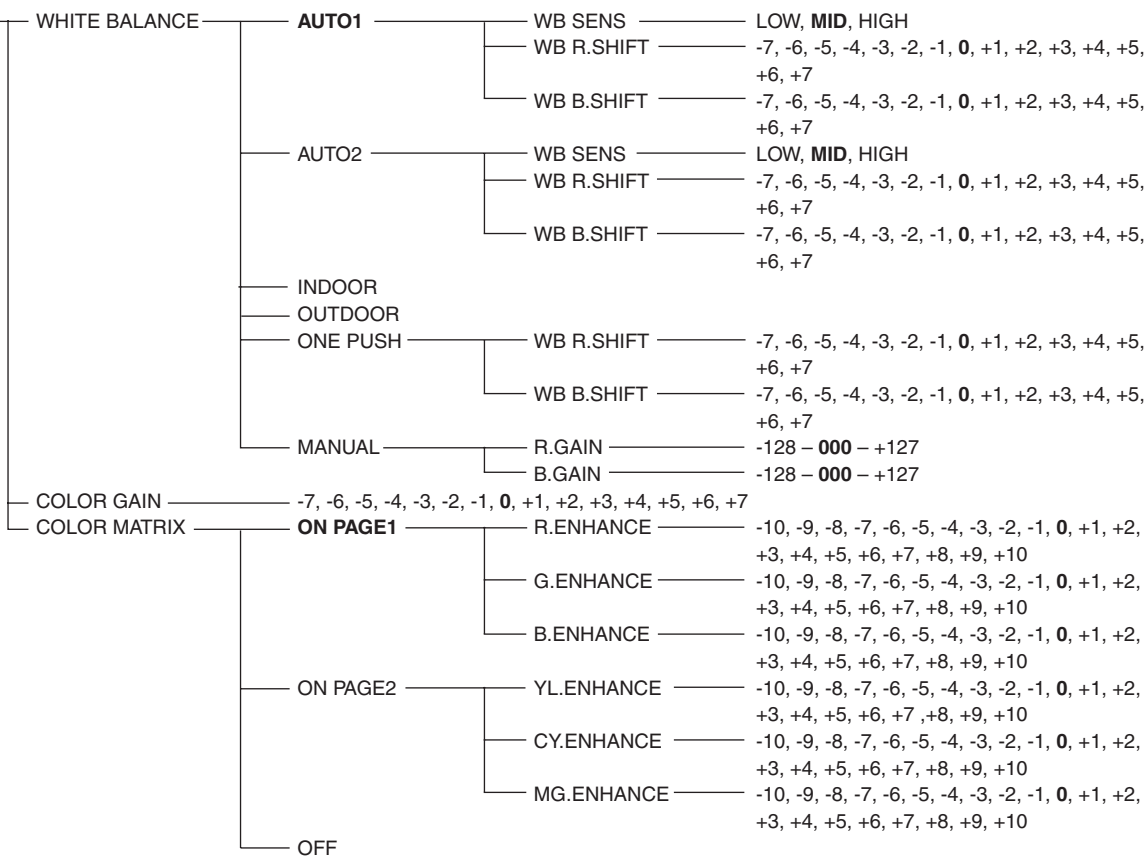 WHITE BALANCE AUTO1 WB SENS LOW, MID, HIGH
WB R.SHIFT -7, -6, -5, -4, -3, -2, -1, 0, +1, +2, +3, +4, +5,
+6, +7
WB B.SHIFT -7, -6, -5, -4, -3, -2, -1, 0, +1, +2, +3, +4, +5,
+6, +7
AUTO2 WB SENS LOW, MID, HIGH
WB R.SHIFT -7, -6, -5, -4, -3, -2, -1, 0, +1, +2, +3, +4, +5,
+6, +7
WB B.SHIFT -7, -6, -5, -4, -3, -2, -1, 0, +1, +2, +3, +4, +5,
+6, +7
INDOOR
OUTDOOR
ONE PUSH WB R.SHIFT -7, -6, -5, -4, -3, -2, -1, 0, +1, +2, +3, +4, +5,
+6, +7
WB B.SHIFT -7, -6, -5, -4, -3, -2, -1, 0, +1, +2, +3, +4, +5,
+6, +7
MANUAL R.GAIN -128 – 000 – +127
B.GAIN -128 – 000 – +127
COLOR GAIN -7, -6, -5, -4, -3, -2, -1, 0, +1, +2, +3, +4, +5, +6, +7
COLOR MATRIX ON PAGE1 R.ENHANCE -10, -9, -8, -7, -6, -5, -4, -3, -2, -1, 0, +1, +2,
+3, +4, +5, +6, +7, +8, +9, +10
G.ENHANCE -10, -9, -8, -7, -6, -5, -4, -3, -2, -1, 0, +1, +2,
+3, +4, +5, +6, +7, +8, +9, +10
B.ENHANCE -10, -9, -8, -7, -6, -5, -4, -3, -2, -1, 0, +1, +2,
+3, +4, +5, +6, +7, +8, +9, +10
ON PAGE2 YL.ENHANCE -10, -9, -8, -7, -6, -5, -4, -3, -2, -1, 0, +1, +2,
+3, +4, +5, +6, +7 ,+8, +9, +10
CY.ENHANCE -10, -9, -8, -7, -6, -5, -4, -3, -2, -1, 0, +1, +2,
+3, +4, +5, +6, +7, +8, +9, +10
MG.ENHANCE -10, -9, -8, -7, -6, -5, -4, -3, -2, -1, 0, +1, +2,
+3, +4, +5, +6, +7, +8, +9, +10
OFF